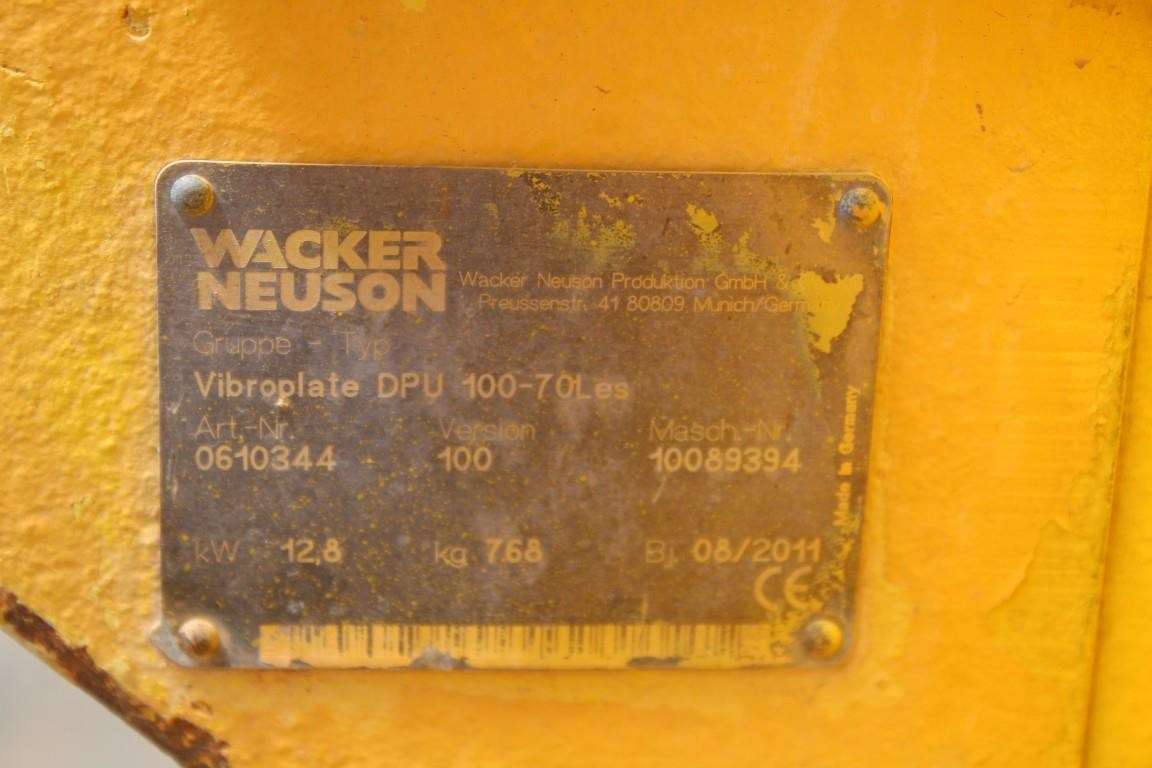 WACKER
NEUSON
Wacker Neuson Produktion GmbH &
Preussenstr. 41 80809 Munich/Germany
Gruppe - Typ
Vibroplate DPU 100-70Les
Art.-Nr. Version Masch.-Nr.
0610344 100 10089394
kW 12,8 kg 768 Bj. 08/2011
CE
Made in Germany